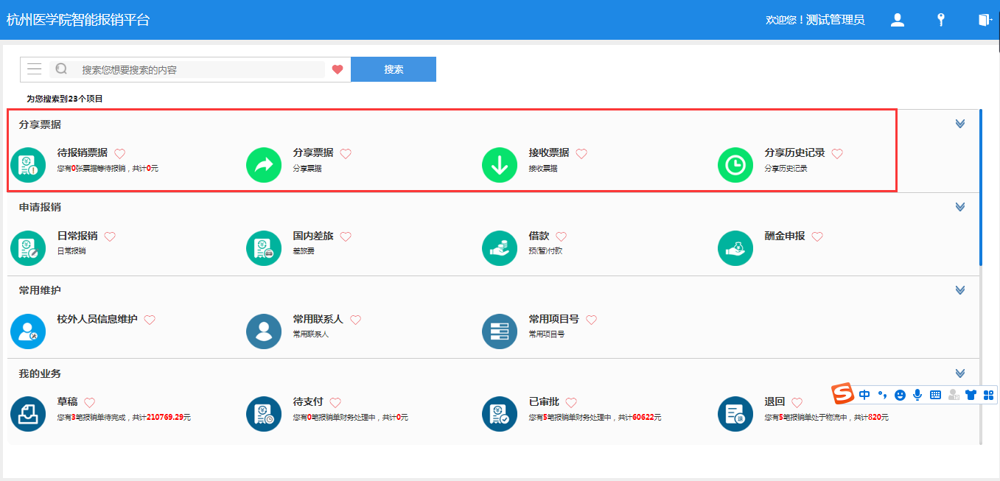 杭州医学院智能报销平台
欢迎您！测试管理员
搜索您想要搜索的内容
搜索
为您搜索到23个项目
分享票据
待报销票据
您有0张票据等待报销，共计0元
分享票据
分享票据
接收票据
接收票据
分享历史记录
分享历史记录
申请报销
日常报销
日常报销
国内差旅
差旅费
借款
预(暂)付款
酬金申报
常用维护
校外人员信息维护
常用联系人
常用联系人
常用项目号
常用项目号
我的业务
草稿
您有3笔报销单待完成，共计210769.29元
待支付
您有0笔报销单财务处理中，共计0元
已审批
您有5笔报销单财务处理中，共计60622元
退回
您有5笔报销单处于物流中，共计820元
S 中 °，